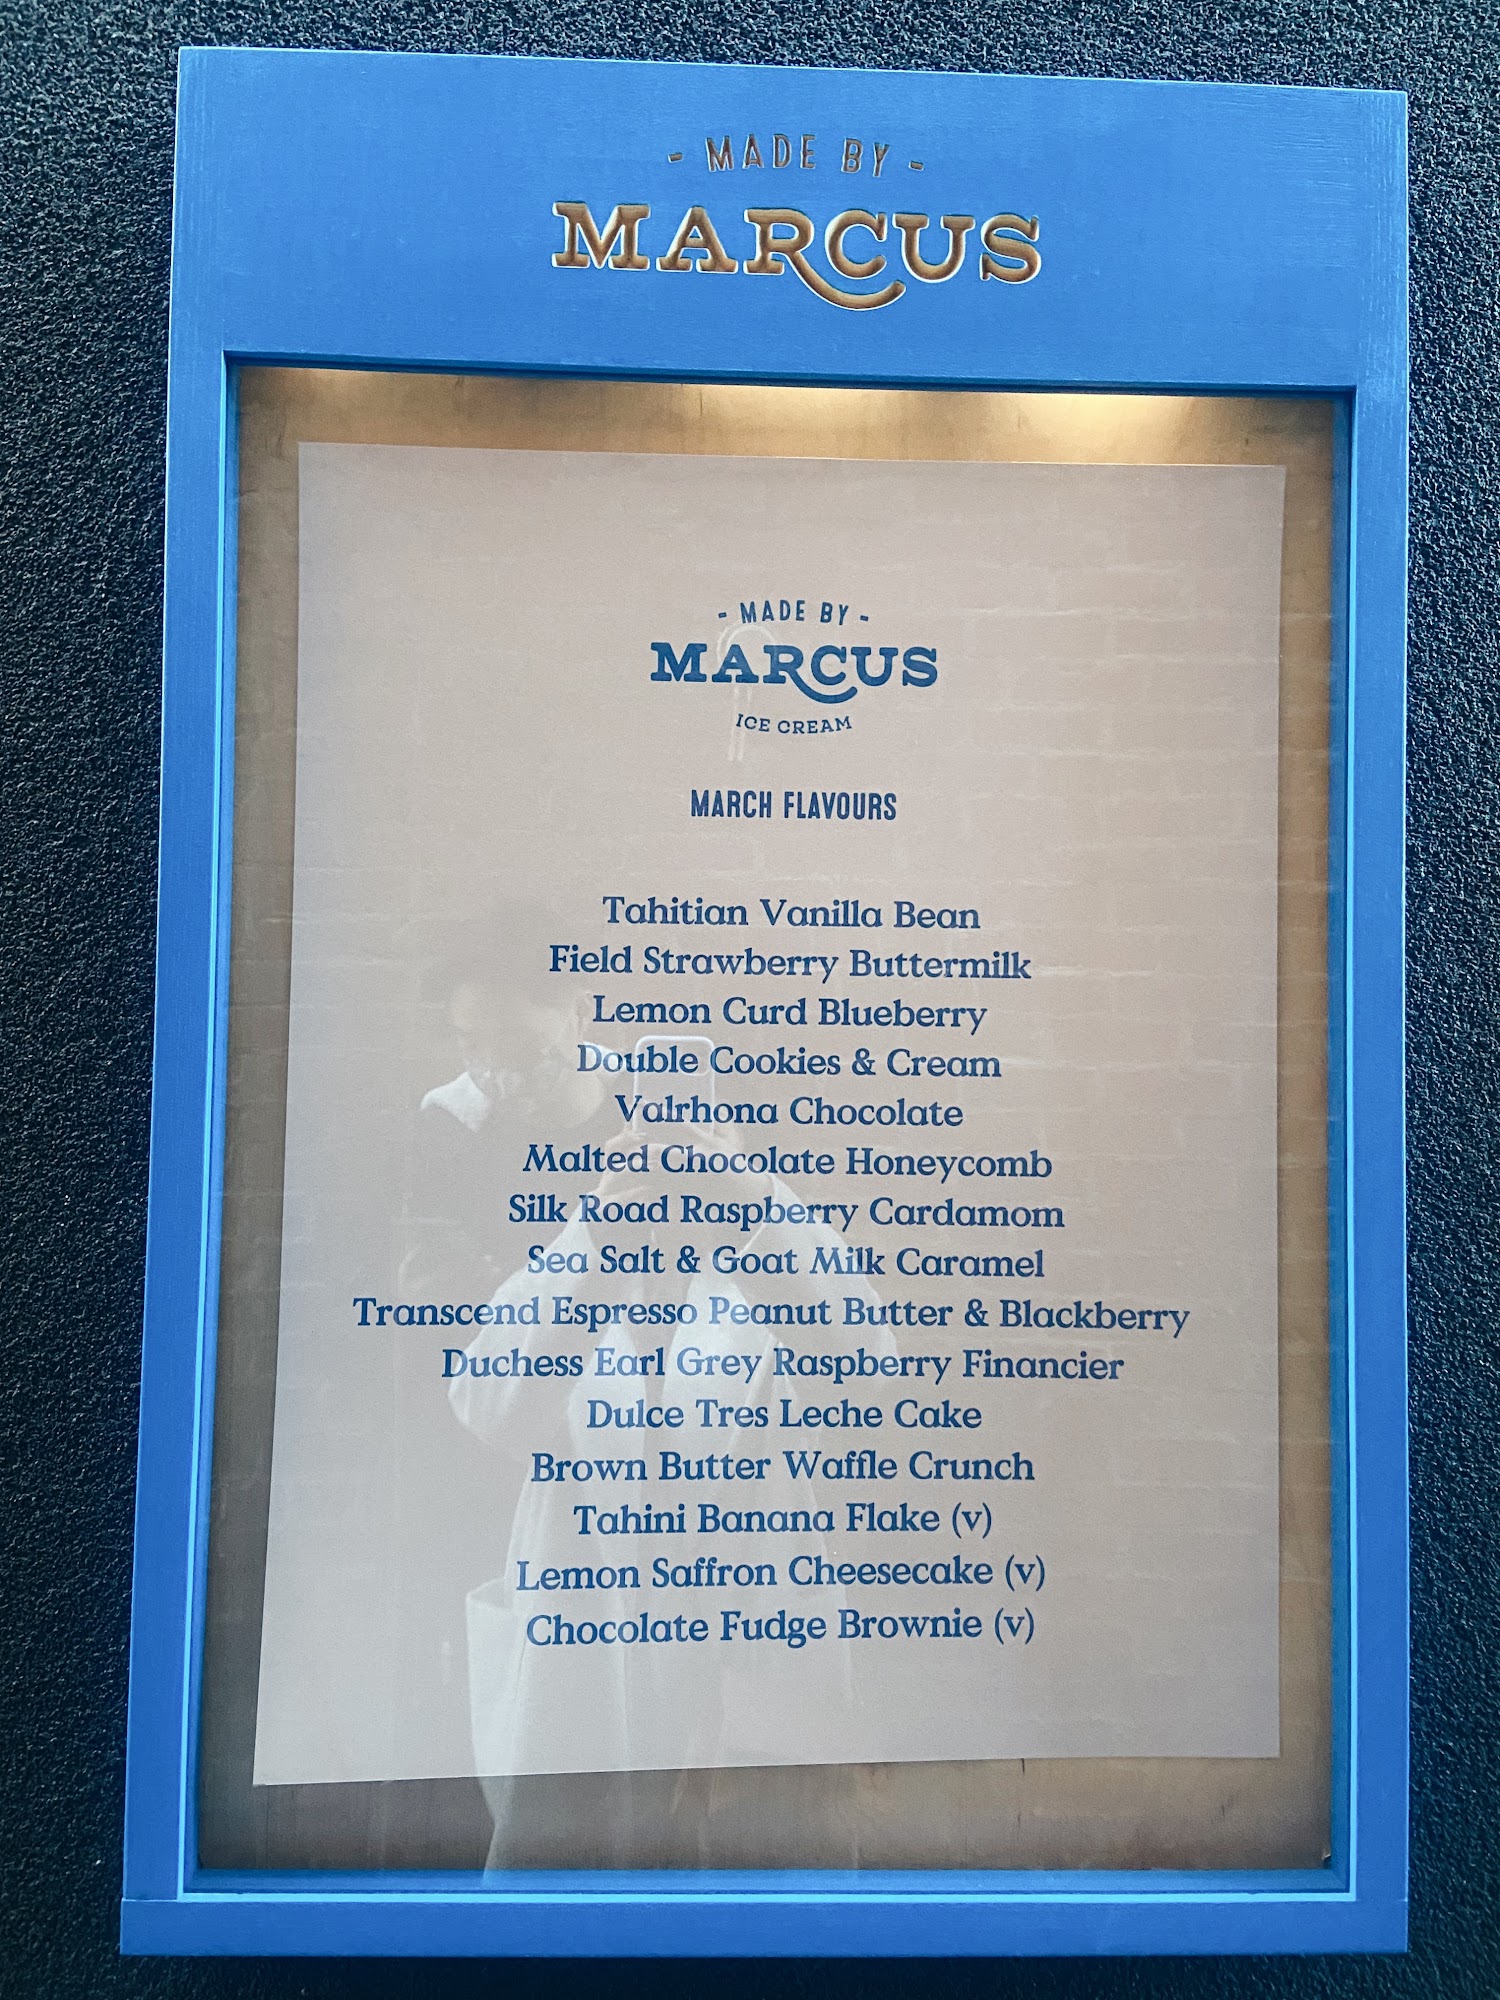 - MADE BY -
MARCUS
- MADE BY -
MARCUS
ICE CREAM
MARCH FLAVOURS
Tahitian Vanilla Bean
Field Strawberry Buttermilk
Lemon Curd Blueberry
Double Cookies & Cream
Valrhona Chocolate
Malted Chocolate Honeycomb
Silk Road Raspberry Cardamom
Sea Salt & Goat Milk Caramel
Transcend Espresso Peanut Butter & Blackberry
Duchess Earl Grey Raspberry Financier
Dulce Tres Leche Cake
Brown Butter Waffle Crunch
Tahini Banana Flake (v)
Lemon Saffron Cheesecake (v)
Chocolate Fudge Brownie (v)